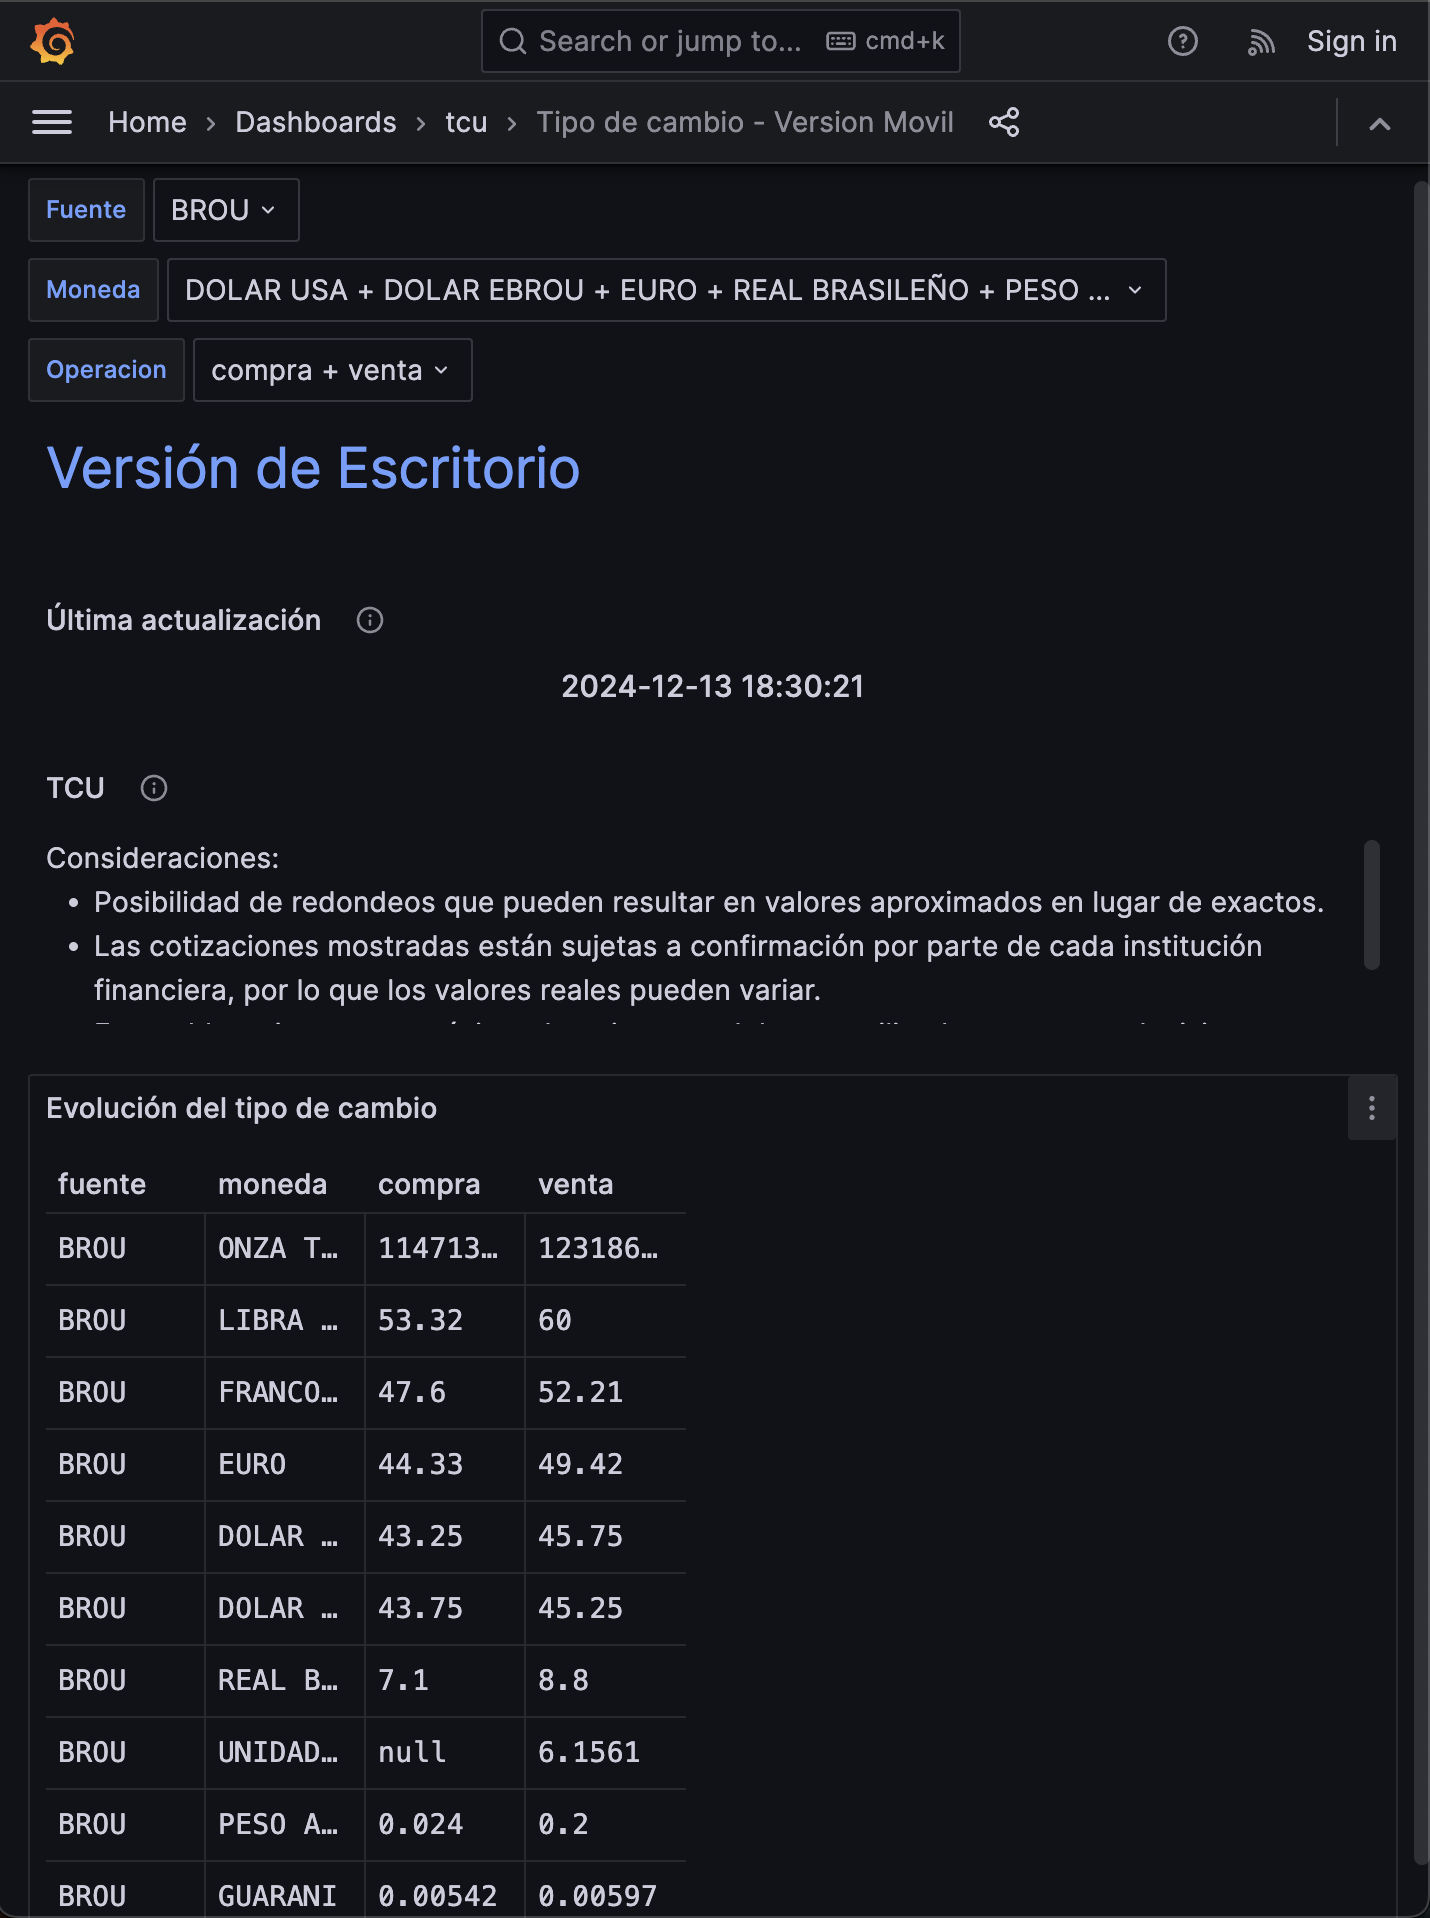 Search or jump to... cmd+k Sign in
Home › Dashboards › tcu › Tipo de cambio - Version Movil
Fuente BROU
Moneda DOLAR USA + DOLAR EBROU + EURO + REAL BRASILEÑO + PESO ...
Operacion compra + venta
Versión de Escritorio
Última actualización
2024-12-13 18:30:21
TCU
Consideraciones:
• Posibilidad de redondeos que pueden resultar en valores aproximados en lugar de exactos.
• Las cotizaciones mostradas están sujetas a confirmación por parte de cada institución
financiera, por lo que los valores reales pueden variar.
Evolución del tipo de cambio
fuente moneda compra venta
BROU ONZA T… 114713… 123186…
BROU LIBRA … 53.32 60
BROU FRANCO… 47.6 52.21
BROU EURO 44.33 49.42
BROU DOLAR … 43.25 45.75
BROU DOLAR … 43.75 45.25
BROU REAL B… 7.1 8.8
BROU UNIDAD… null 6.1561
BROU PESO A… 0.024 0.2
BROU GUARANI 0.00542 0.00597